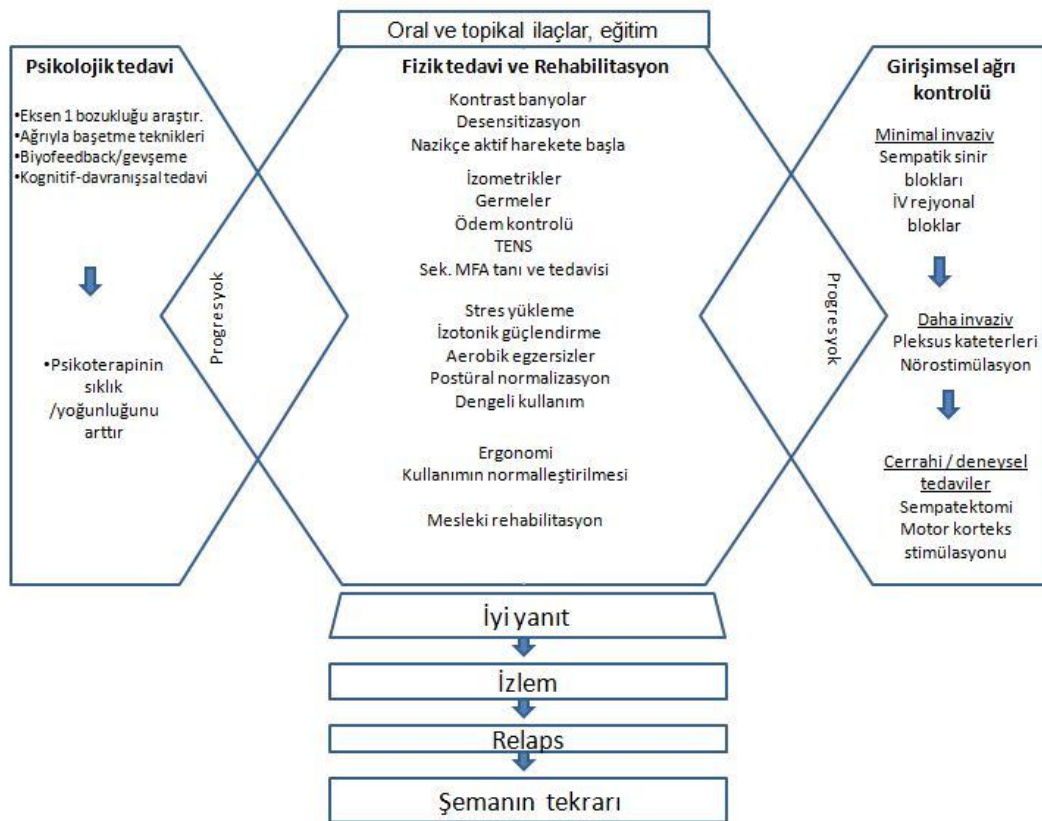 Oral ve topikal ilaçlar, eğitim
Psikolojik tedavi
•Eksen 1 bozukluğu araştır.
•Ağrıyla başetme teknikleri
•Biyofeedback/gevşeme
•Kognitif-davranışsal tedavi
•Psikoterapinin
sıklık
/yoğunluğunu
arttır
Progresyok
Fizik tedavi ve Rehabilitasyon
Kontrast banyolar
Desensitizasyon
Nazikçe aktif harekete başla
İzometrikler
Germeler
Ödem kontrolü
TENS
Sek. MFA tanı ve tedavisi
Stres yükleme
İzotonik güçlendirme
Aerobik egzersizler
Postüral normalizasyon
Dengeli kullanım
Ergonomi
Kullanımın normalleştirilmesi
Mesleki rehabilitasyon
Progresyok
Girişimsel ağrı
kontrolü
Minimal invaziv
Sempatik sinir
blokları
İV rejyonal
bloklar
Daha invaziv
Pleksus kateterleri
Nörostimülasyon
Cerrahi / deneysel
tedaviler
Sempatektomi
Motor korteks
stimülasyonu
İyi yanıt
İzlem
Relaps
Şemanın tekrarı